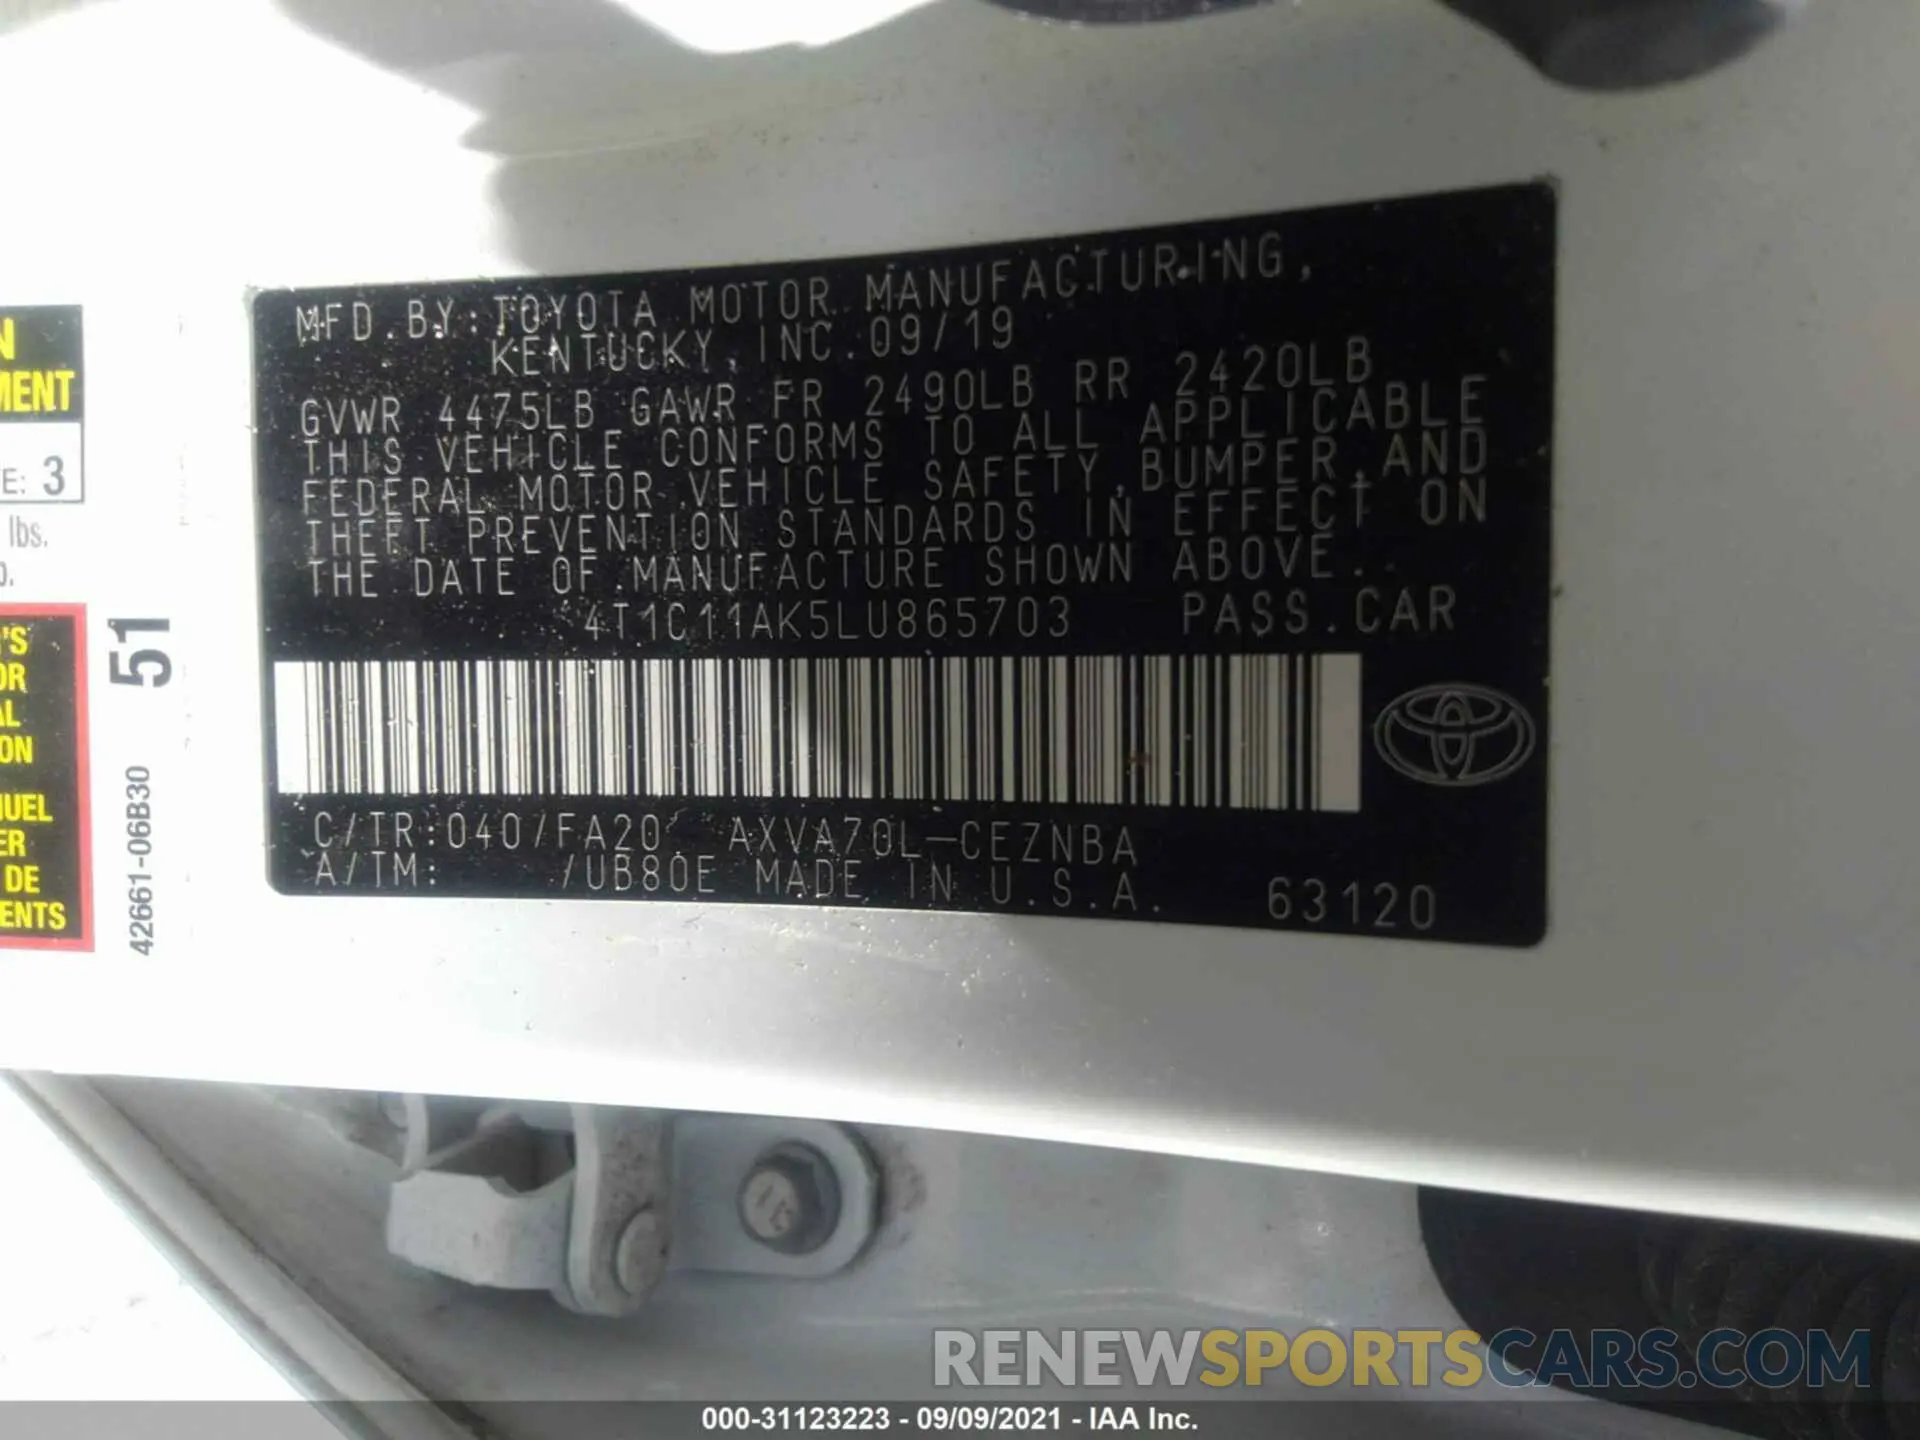 MFD.BY:TOYOTA MOTOR MANUFACTURING,
KENTUCKY, INC.09/19
GVWR 4475LB GAWR FR 2490LB RR 2420LB
THIS VEHICLE CONFORMS TO ALL APPLICABLE
FEDERAL MOTOR VEHICLE SAFETY, BUMPER, AND
THEFT PREVENTION STANDARDS IN EFFECT ON
THE DATE OF MANUFACTURE SHOWN ABOVE.
4T1C11AK5LU865703 PASS.CAR
C/TR:040/FA20 AXVA70L-CEZNBA
A/TM: /UB80E MADE IN U.S.A. 63120
E: 3
lbs.
51
42661-06B30
DE
RENEWSPORTSCARS.COM
000-31123223 - 09/09/2021 - IAA Inc.